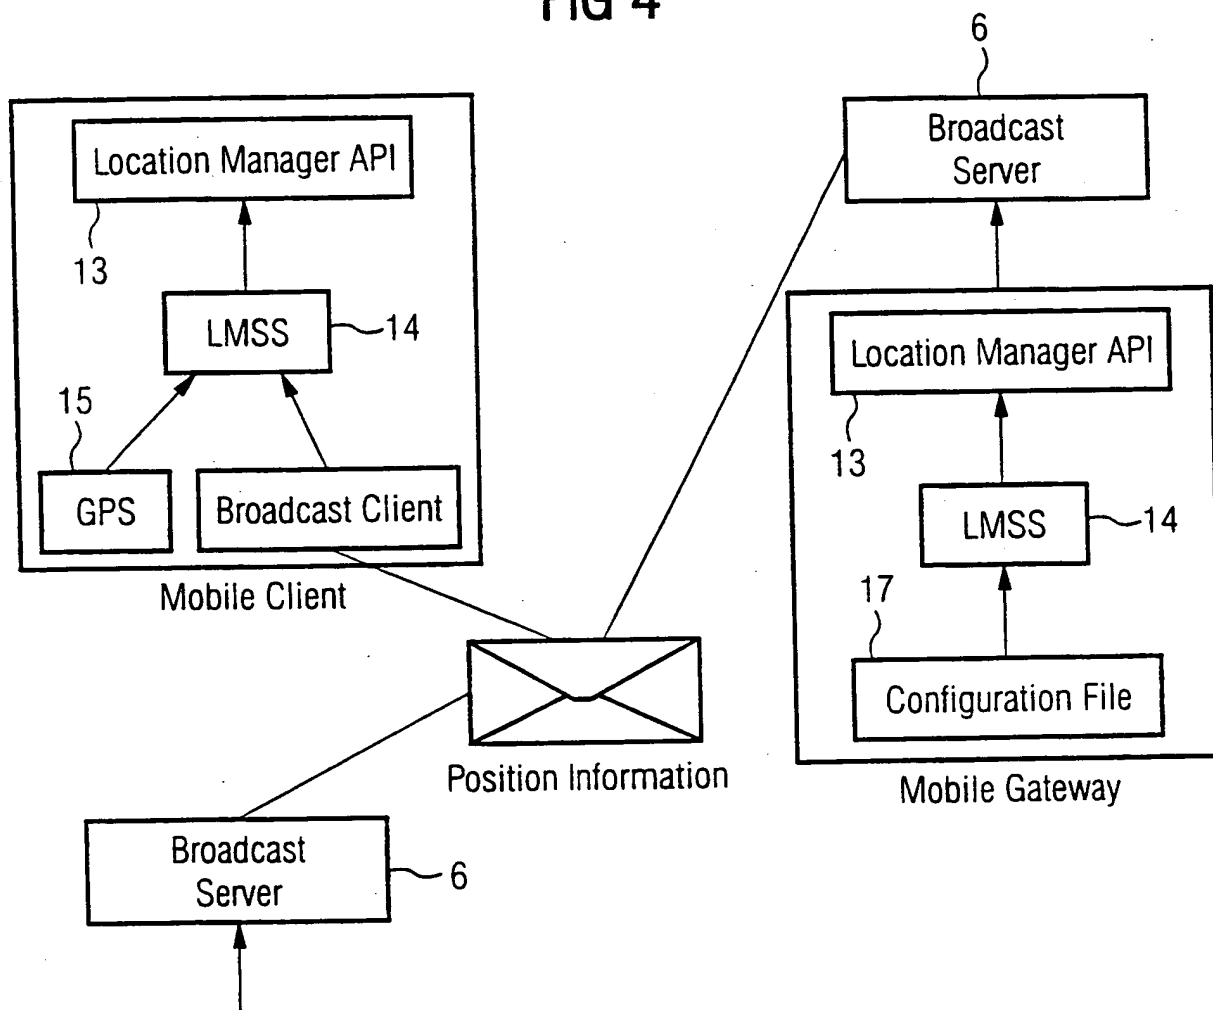 FIG 4
6
Broadcast
Server
Location Manager API
13
LMSS
14
15
GPS
Broadcast Client
Mobile Client
Location Manager API
13
LMSS
14
17
Configuration File
Mobile Gateway
Position Information
Broadcast
Server
6